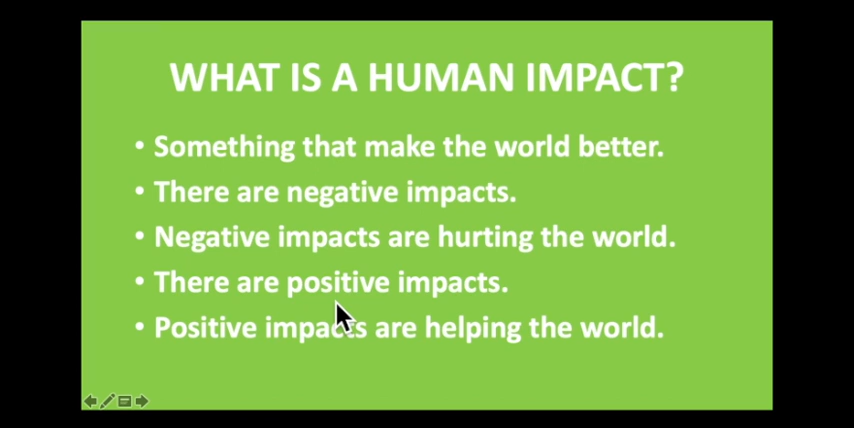 WHAT IS A HUMAN IMPACT?
• Something that make the world better.
• There are negative impacts.
• Negative impacts are hurting the world.
• There are positive impacts.
• Positive impacts are helping the world.